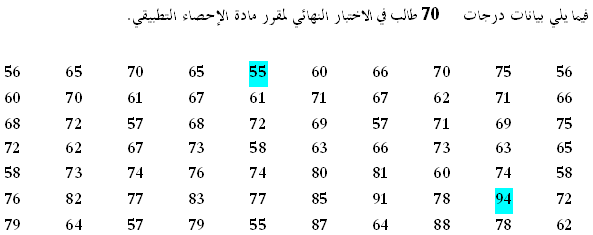 فيما يلي بيانات درجات 70 طالب في الاختبار النهائي لمقرر مادة الإحصاء التطبيقي.
56 65 70 65 55 60 66 70 75 56
60 70 61 67 61 71 67 62 71 66
68 72 57 68 72 69 57 71 69 75
72 62 67 73 58 63 66 73 63 65
58 73 74 76 74 80 81 60 74 58
76 82 77 83 77 85 91 78 94 72
79 64 57 79 55 87 64 88 78 62